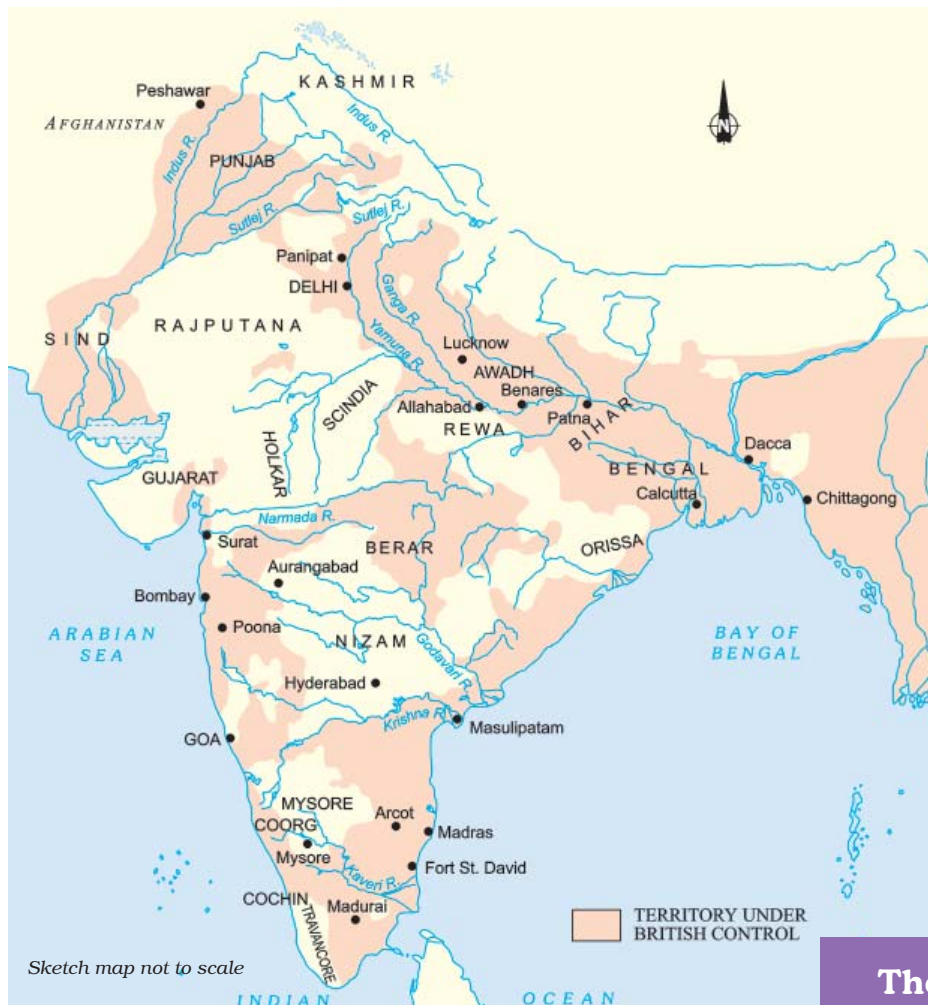 KASHMIR
Peshawar
AFGHANISTAN
Indus R.
Indus R.
PUNJAB
Sutlej R.
Sutlej R.
N
Panipat
DELHI
Ganga R.
Yamuna R.
RAJPUTANA
SIND
Lucknow
AWADH
Benares
Allahabad
Patna
REWA
BIHAR
SCINDIA
HOLKAR
Dacca
BENGAL
Calcutta
Chittagong
GUJARAT
Narmada R.
Surat
BERAR
ORISSA
Aurangabad
Bombay
Poona
ARABIAN
SEA
BAY OF
BENGAL
NIZAM
Godavari R.
Hyderabad
Krishna R.
Masulipatam
GOA
MYSORE
Arcot
COORG
Madras
Mysore
Fort St. David
Kaveri R.
COCHIN
Madurai
TRAVANCORE
TERRITORY UNDER
BRITISH CONTROL
Sketch map not to scale
INDIAN OCEAN
The